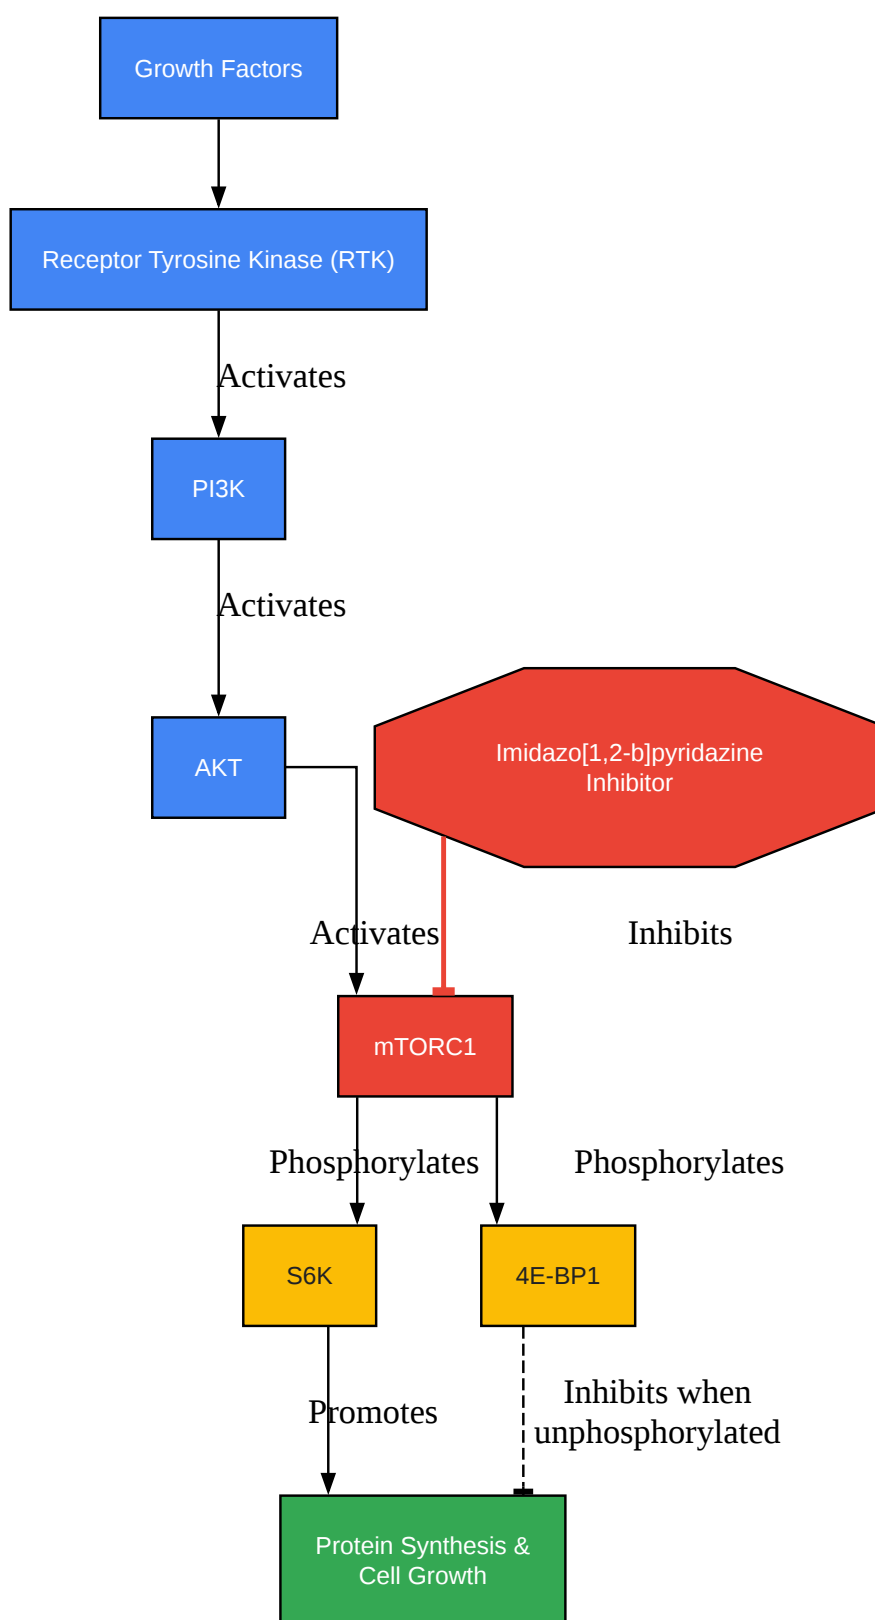 Growth Factors
Receptor Tyrosine Kinase (RTK)
Activates
PI3K
Activates
AKT
Imidazo[1,2-b]pyridazine
Inhibitor
Activates
Inhibits
mTORC1
Phosphorylates
Phosphorylates
S6K
4E-BP1
Promotes
Inhibits when
unphosphorylated
Protein Synthesis &
Cell Growth